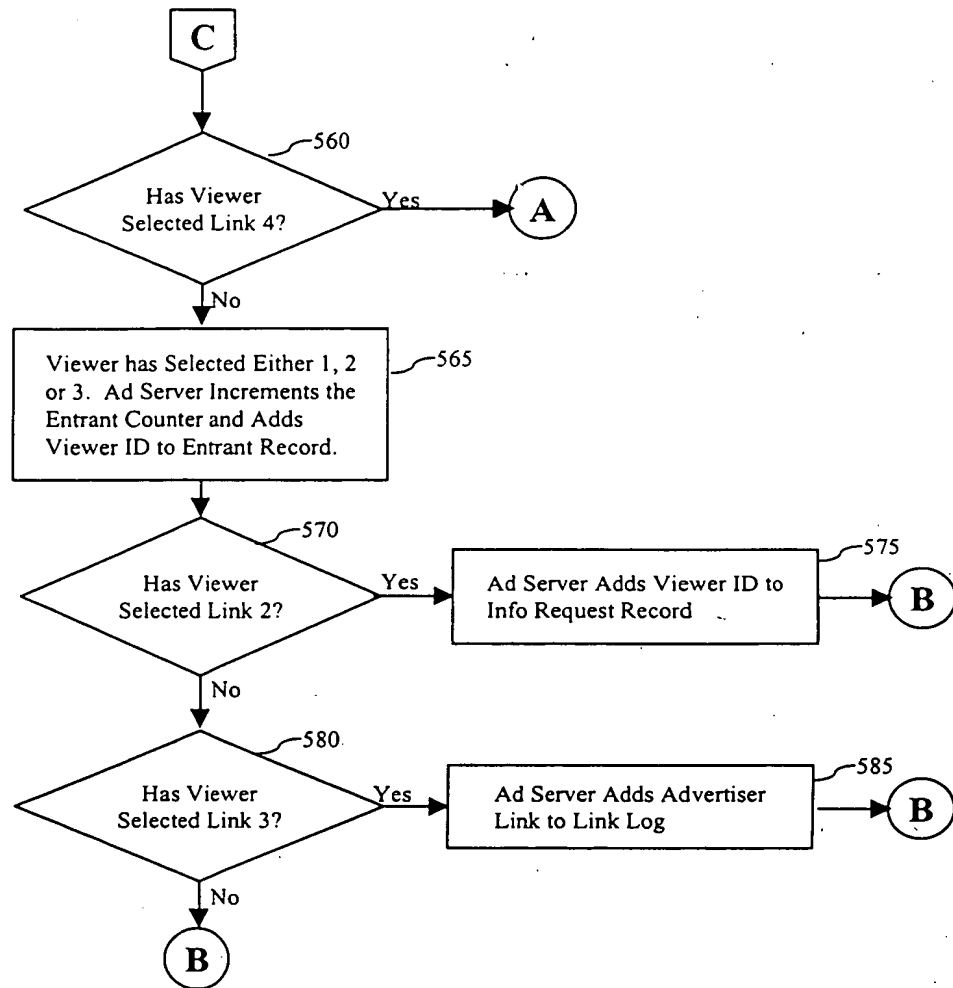 C
560
Has Viewer
Selected Link 4?
Yes
A
No
Viewer has Selected Either 1, 2
or 3. Ad Server Increments the
Entrant Counter and Adds
Viewer ID to Entrant Record.
565
570
Has Viewer
Selected Link 2?
Yes
Ad Server Adds Viewer ID to
Info Request Record
575
B
No
580
Has Viewer
Selected Link 3?
Yes
Ad Server Adds Advertiser
Link to Link Log
585
B
No
B